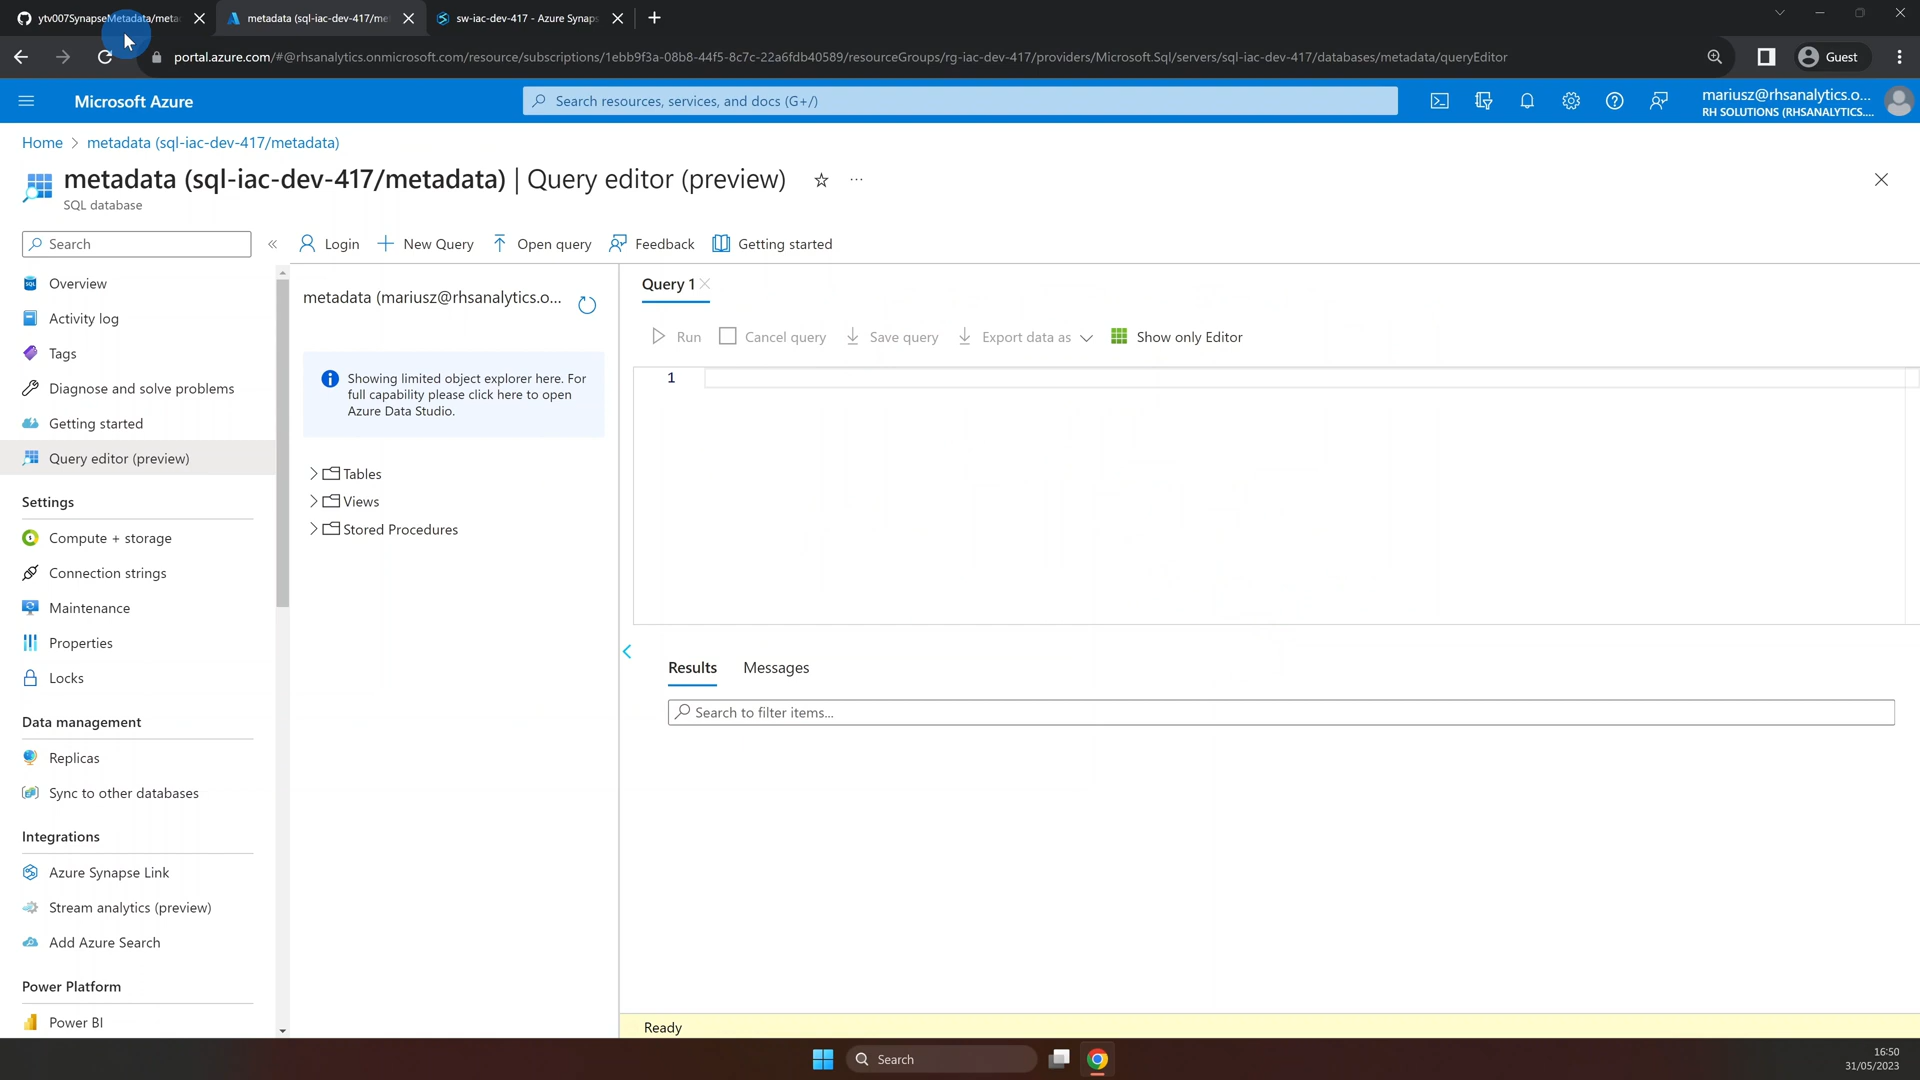 ytv007SynapseMetadata/meta
metadata (sql-iac-dev-417/me
sw-iac-dev-417 - Azure Synaps
portal.azure.com/#@rhsanalytics.onmicrosoft.com/resource/subscriptions/1ebb9f3a-08b8-44f5-8c7c-22a6fdb40589/resourceGroups/rg-iac-dev-417/providers/Microsoft.Sql/servers/sql-iac-dev-417/databases/metadata/queryEditor
Guest
Microsoft Azure
Search resources, services, and docs (G+/)
mariusz@rhsanalytics.o...
RH SOLUTIONS (RHSANALYTICS....
Home > metadata (sql-iac-dev-417/metadata)
metadata (sql-iac-dev-417/metadata) | Query editor (preview)
SQL database
Search
Login
New Query
Open query
Feedback
Getting started
Overview
Activity log
Tags
Diagnose and solve problems
Getting started
Query editor (preview)
Settings
Compute + storage
Connection strings
Maintenance
Properties
Locks
Data management
Replicas
Sync to other databases
Integrations
Azure Synapse Link
Stream analytics (preview)
Add Azure Search
Power Platform
Power BI
metadata (mariusz@rhsanalytics.o...
Showing limited object explorer here. For
full capability please click here to open
Azure Data Studio.
Tables
Views
Stored Procedures
Query 1
Run
Cancel query
Save query
Export data as
Show only Editor
1
Results
Messages
Search to filter items...
Ready
Search
16:50
31/05/2023